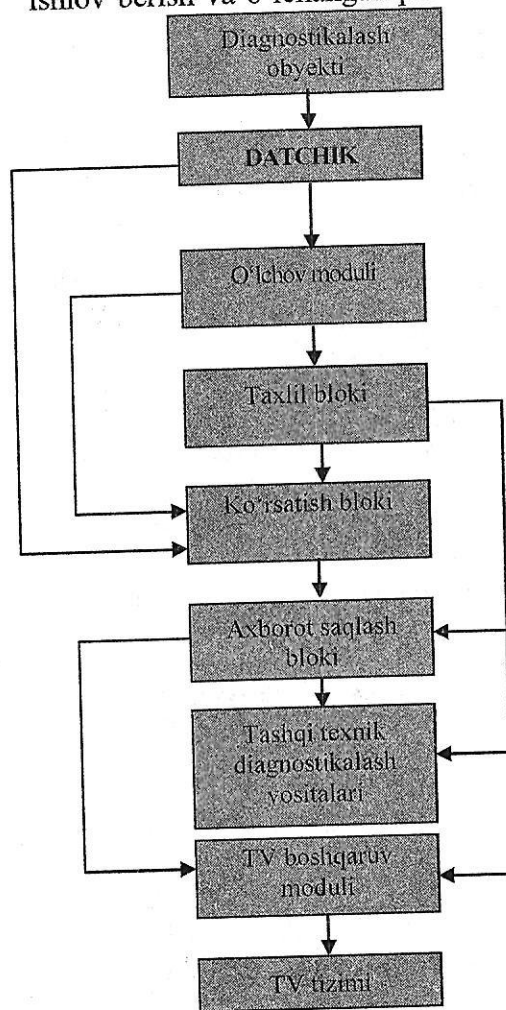 ishlov berish va o'lchangan
Diagnostikalash
obyekti
DATCHIK
O'lchov moduli
Taxlil bloki
Ko'rsatish bloki
Axborot saqlash
bloki
Tashqi texnik
diagnostikalash
vositalari
TV boshqaruv
moduli
TV tizimi